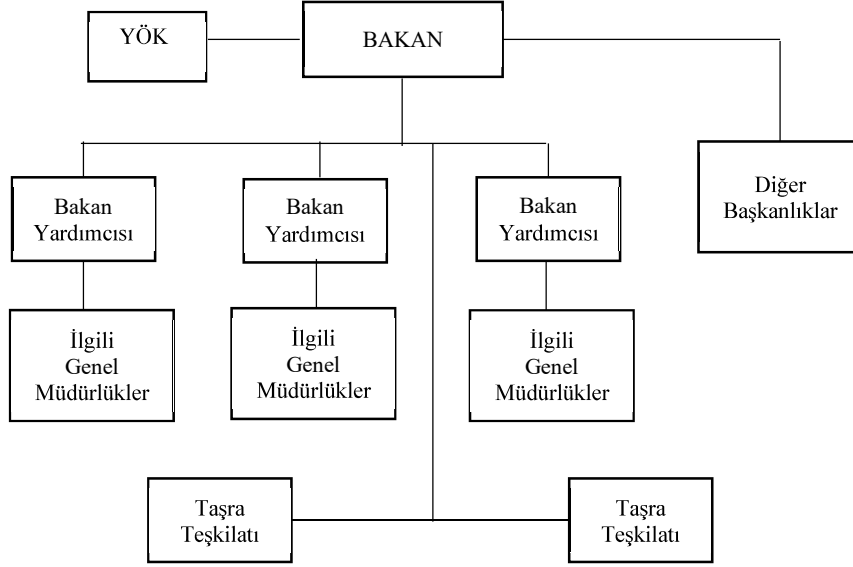 YÖK
BAKAN
Bakan
Yardımcısı
Bakan
Yardımcısı
Bakan
Yardımcısı
Diğer
Başkanlıklar
İlgili
Genel
Müdürlükler
İlgili
Genel
Müdürlükler
İlgili
Genel
Müdürlükler
Taşra
Teşkilatı
Taşra
Teşkilatı